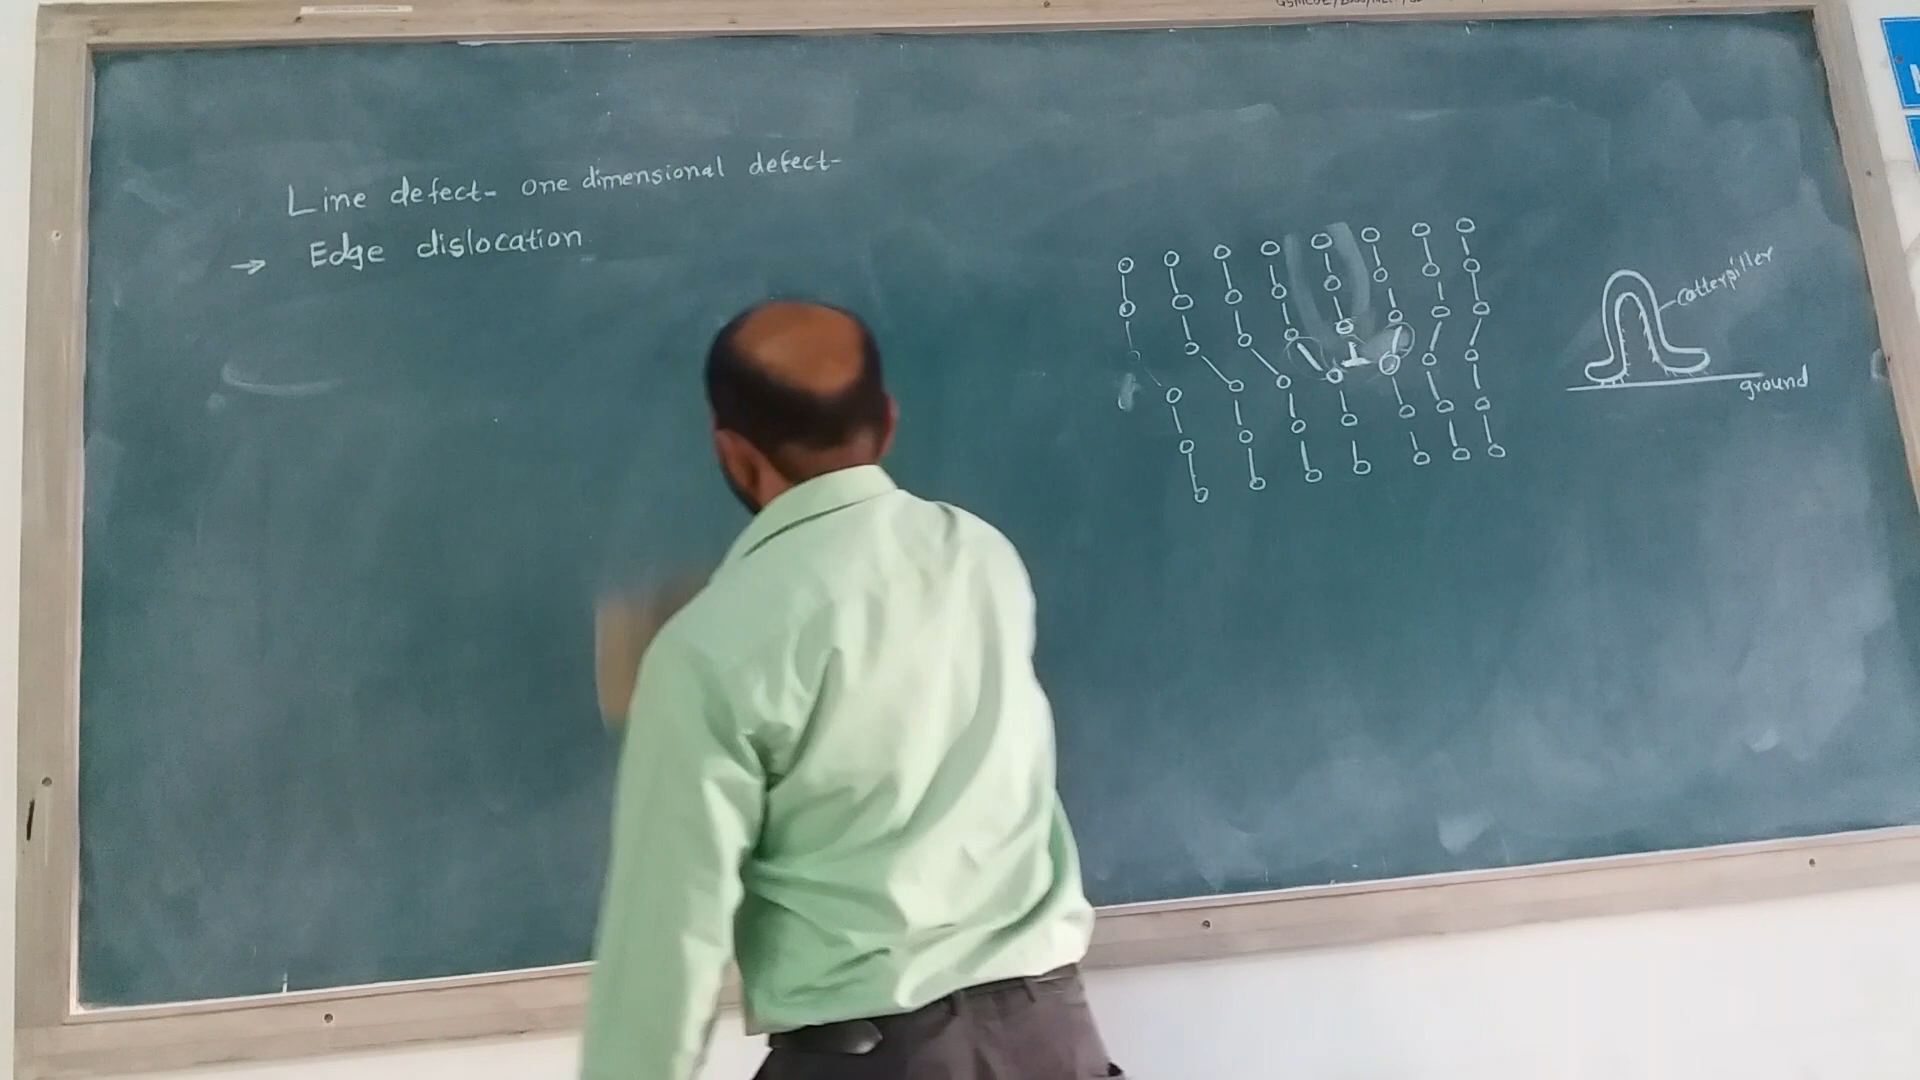 Line defect- One dimensional defect-
→ Edge dislocation
Catterpiller
ground